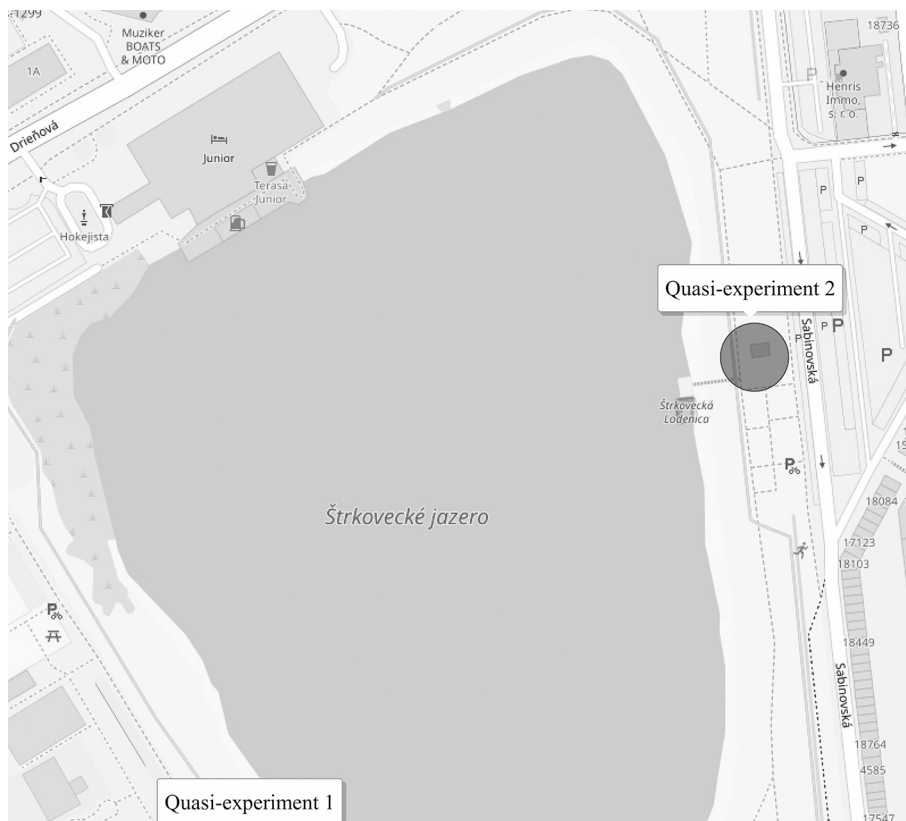 -1299
Muziker
BOATS
& MOTO
1A
Drieňová
Junior
Terasa
Junior
Hokejista
18736
P
Henris
Immo,
s. r. o.
P
P
P
Quasi-experiment 2
Sabinovská
P
P
P
P
Štrkovecká
Lodenica
P
Štrkovecké jazero
18084
17123
18103
P
18449
Sabinovská
18764
4585
17547
Quasi-experiment 1